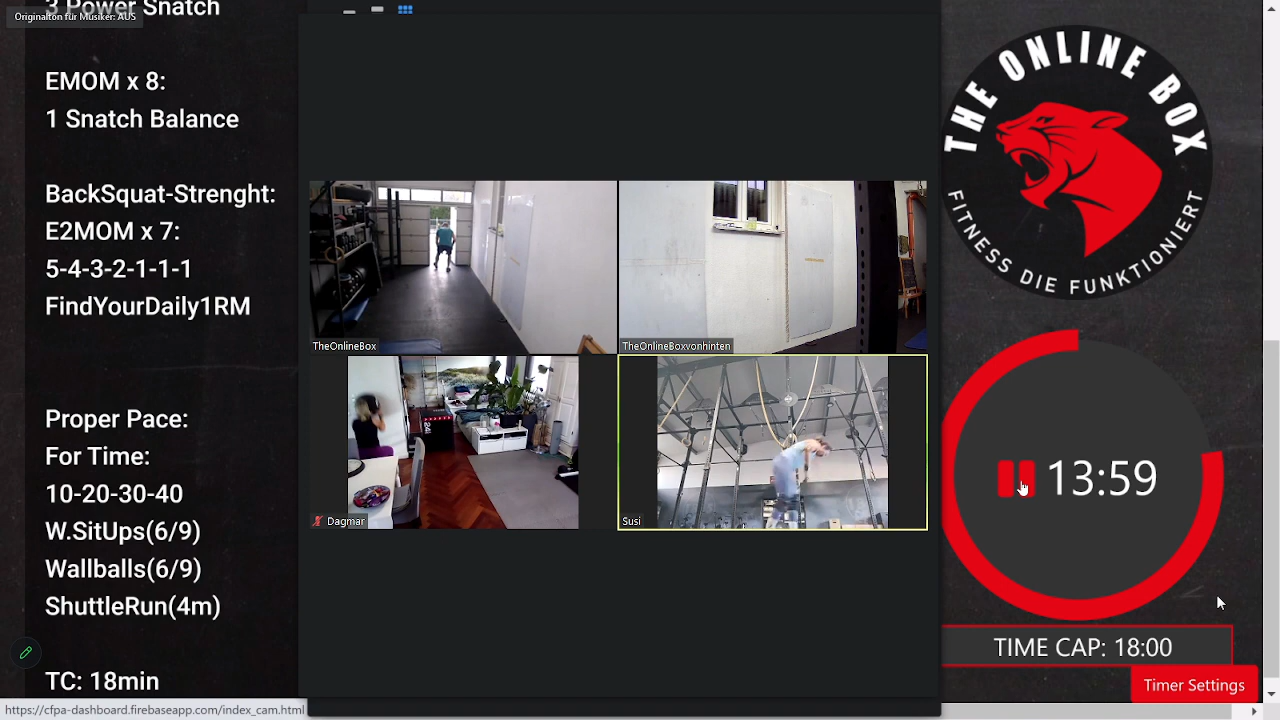 3 Power Snatch
Originalton für Musiker: AUS
EMOM x 8:
1 Snatch Balance
BackSquat-Strenght:
E2MOM x 7:
5-4-3-2-1-1-1
FindYourDaily1RM
Proper Pace:
For Time:
10-20-30-40
W.SitUps(6/9)
Wallballs(6/9)
ShuttleRun(4m)
TC: 18min
https://cfpa-dashboard.firebaseapp.com/index_cam.html
TheOnlineBox
TheOnlineBoxvonhinten
Dagmar
Susi
THE ONLINE BOX
FITNESS DIE FUNKTIONIERT
13:59
TIME CAP: 18:00
Timer Settings